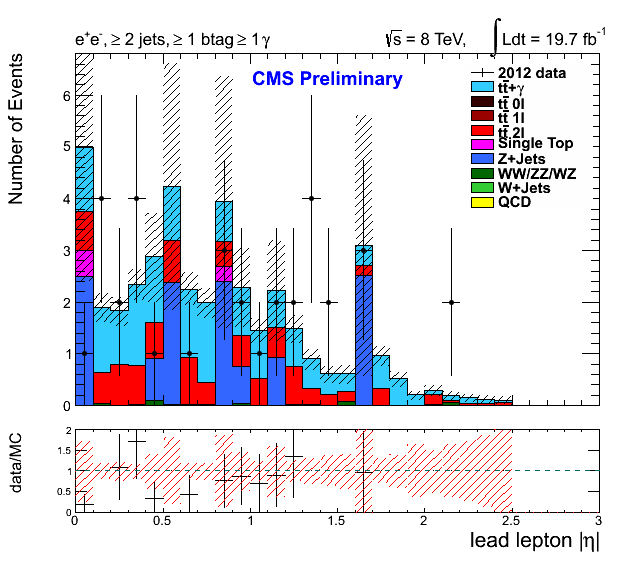 e⁺e⁻, ≥ 2 jets, ≥ 1 btag ≥ 1 γ
√s = 8 TeV, ∫ Ldt = 19.7 fb⁻¹
CMS Preliminary
2012 data
tt̄+γ
tt̄ 0l
tt̄ 1l
tt̄ 2l
Single Top
Z+Jets
WW/ZZ/WZ
W+Jets
QCD
Number of Events
6
5
4
3
2
1
0
data/MC
2
1.5
1
0.5
0
0 0.5 1 1.5 2 2.5 3
lead lepton |η|